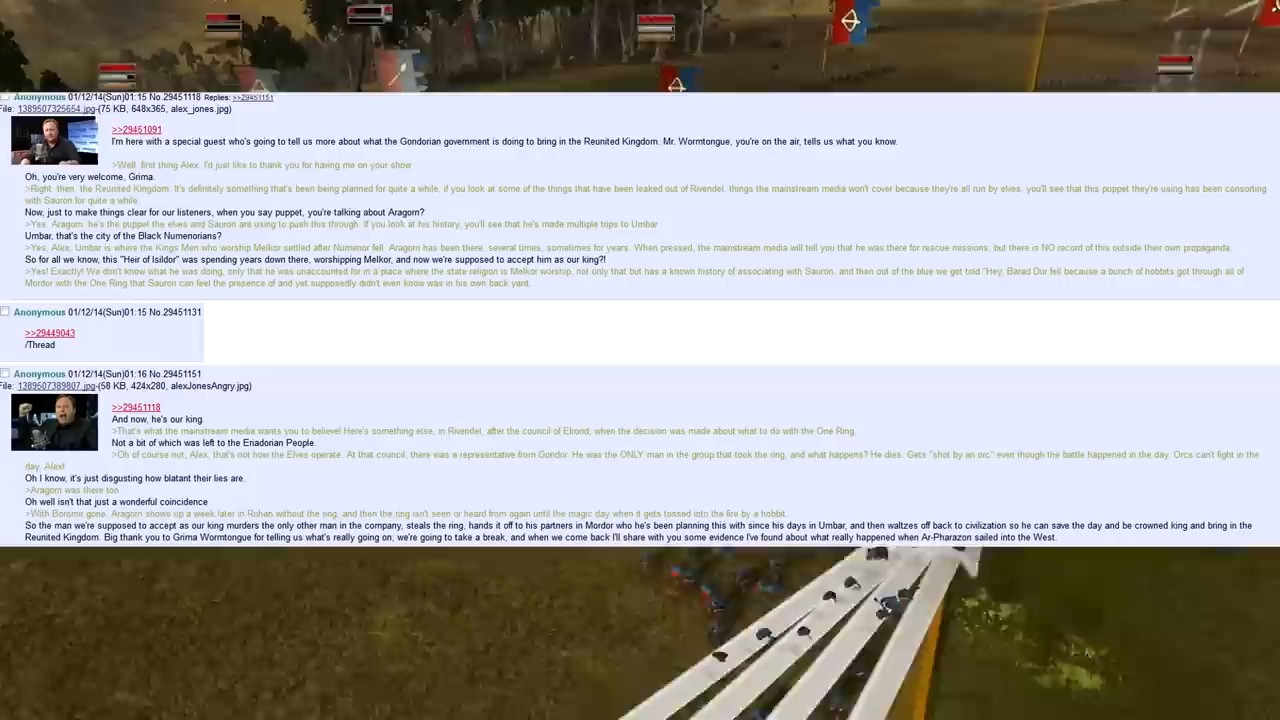 Anonymous 01/12/14(Sun)01:15 No.29451118 Replies: >>29451151
File: 1389507325654.jpg-(75 KB, 648x365, alex_jones.jpg)
>>29451091
I'm here with a special guest who's going to tell us more about what the Gondorian government is doing to bring in the Reunited Kingdom. Mr. Wormtongue, you're on the air, tells us what you know.
>Well, first thing Alex. I'd just like to thank you for having me on your show
Oh, you're very welcome, Grima.
>Right, then, the Reunited Kingdom. It's definitely something that's been being planned for quite a while, if you look at some of the things that have been leaked out of Rivendel, things the mainstream media won't cover because they're all run by elves, you'll see that this puppet they're using has been consorting
with Sauron for quite a while.
Now, just to make things clear for our listeners, when you say puppet, you're talking about Aragorn?
>Yes, Aragorn, he's the puppet the elves and Sauron are using to push this through. If you look at his history, you'll see that he's made multiple trips to Umbar
Umbar, that's the city of the Black Numenorians?
>Yes, Alex, Umbar is where the Kings Men who worship Melkor settled after Numenor fell. Aragorn has been there, several times, sometimes for years. When pressed, the mainstream media will tell you that he was there for rescue missions, but there is NO record of this outside their own propaganda.
So for all we know, this "Heir of Isildor" was spending years down there, worshipping Melkor, and now we're supposed to accept him as our king?!
>Yes! Exactly! We don't know what he was doing, only that he was unaccounted for in a place where the state religion is Melkor worship, not only that but has a known history of associating with Sauron, and then out of the blue we get told "Hey, Barad Dur fell because a bunch of hobbits got through all of
Mordor with the One Ring that Sauron can feel the presence of and yet supposedly didn't even know was in his own back yard.
Anonymous 01/12/14(Sun)01:15 No.29451131
>>29449043
/Thread
Anonymous 01/12/14(Sun)01:16 No.29451151
File: 1389507389807.jpg-(58 KB, 424x280, alexJonesAngry.jpg)
>>29451118
And now, he's our king.
>That's what the mainstream media wants you to believe! Here's something else, in Rivendel, after the council of Elrond, when the decision was made about what to do with the One Ring.
Not a bit of which was left to the Eriadorian People.
>Oh of course not, Alex, that's not how the Elves operate. At that council, there was a representative from Gondor. He was the ONLY man in the group that took the ring, and what happens? He dies. Gets "shot by an orc" even though the battle happened in the day. Orcs can't fight in the
day, Alex!
Oh I know, it's just disgusting how blatant their lies are.
>Aragorn was there too.
Oh well isn't that just a wonderful coincidence
>With Boromir gone, Aragorn shows up a week later in Rohan without the ring, and then the ring isn't seen or heard from again until the magic day when it gets tossed into the fire by a hobbit.
So the man we're supposed to accept as our king murders the only other man in the company, steals the ring, hands it off to his partners in Mordor who he's been planning this with since his days in Umbar, and then waltzes off back to civilization so he can save the day and be crowned king and bring in the
Reunited Kingdom. Big thank you to Grima Wormtongue for telling us what's really going on; we're going to take a break, and when we come back I'll share with you some evidence I've found about what really happened when Ar-Pharazon sailed into the West.